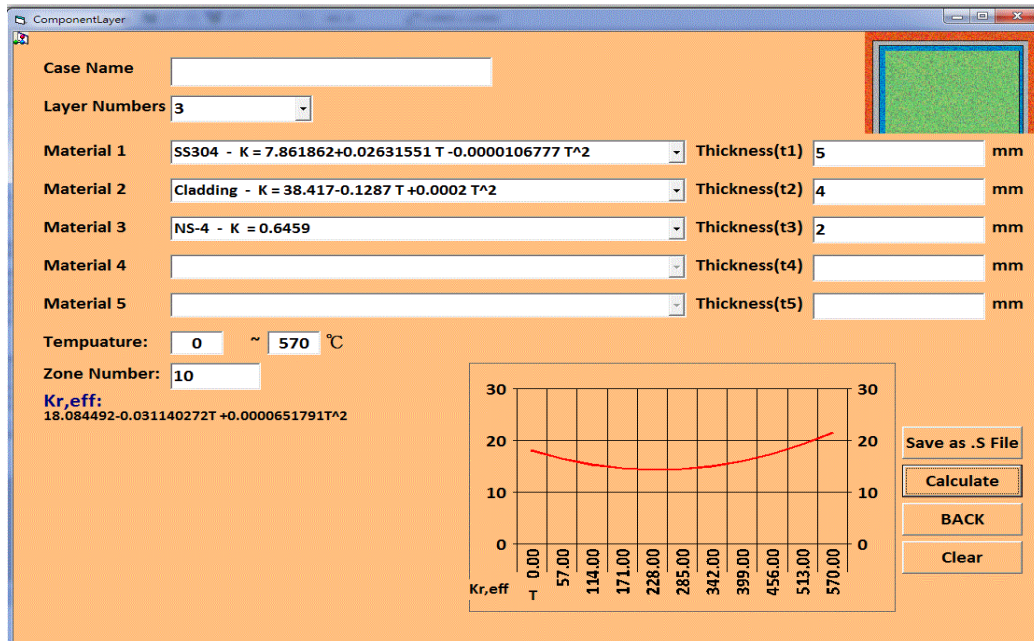 ComponentLayer
Case Name
Layer Numbers 3
Material 1 SS304 - K = 7.861862+0.02631551 T -0.0000106777 T^2 Thickness(t1) 5 mm
Material 2 Cladding - K = 38.417-0.1287 T +0.0002 T^2 Thickness(t2) 4 mm
Material 3 NS-4 - K = 0.6459 Thickness(t3) 2 mm
Material 4 Thickness(t4) mm
Material 5 Thickness(t5) mm
Tempuature: 0 ~ 570 ℃
Zone Number: 10
Kr,eff:
18.084492-0.031140272T +0.0000651791T^2
30 30
20 20
10 10
0 0
0.00 57.00 114.00 171.00 228.00 285.00 342.00 399.00 456.00 513.00 570.00
Kr,eff T
Save as .S File
Calculate
BACK
Clear